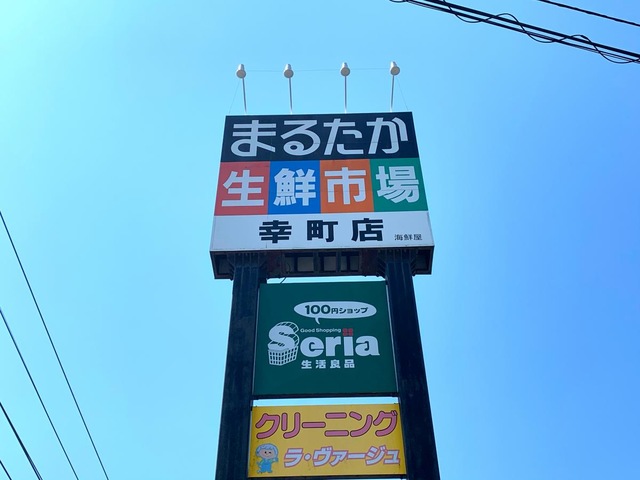 まるたか
生鮮市場
幸町店 海鮮屋
100円ショップ
Good Shopping
Seria
生活良品
クリーニング
ラ・ヴァージュ